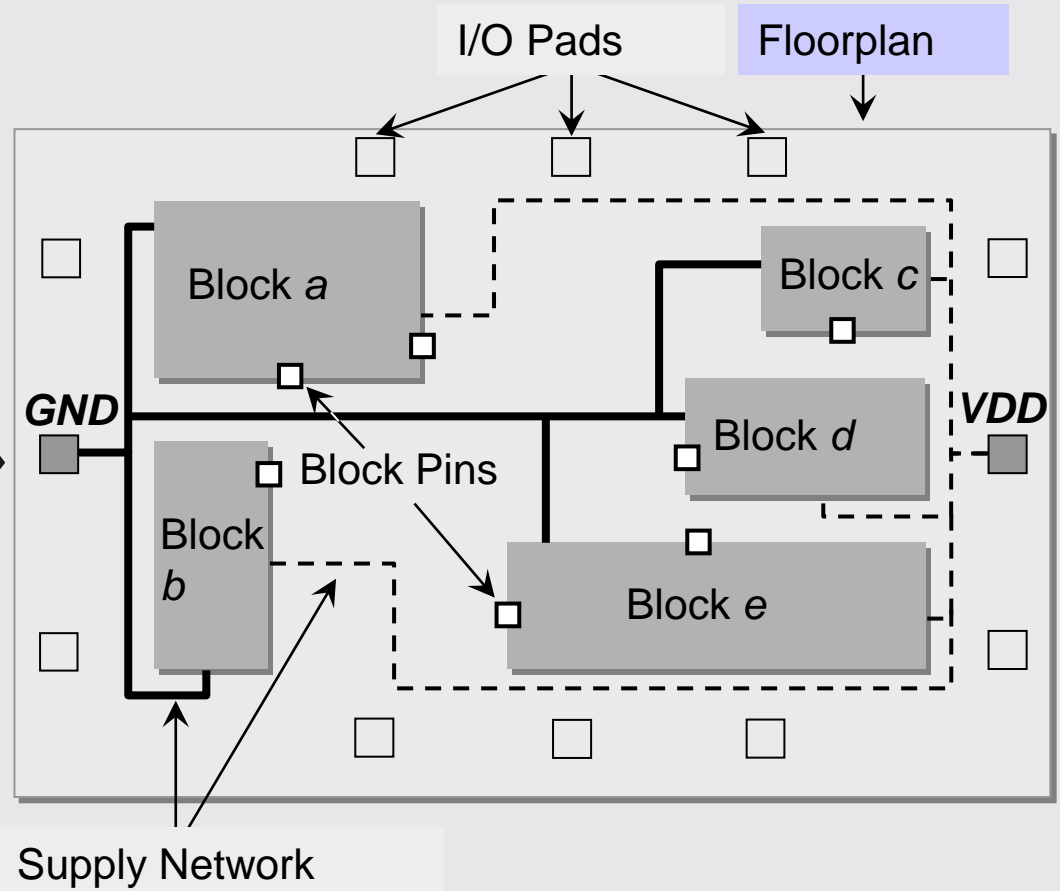 I/O Pads
Floorplan
Block a
Block c
GND
VDD
Block d
Block Pins
Block
b
Block e
Supply Network